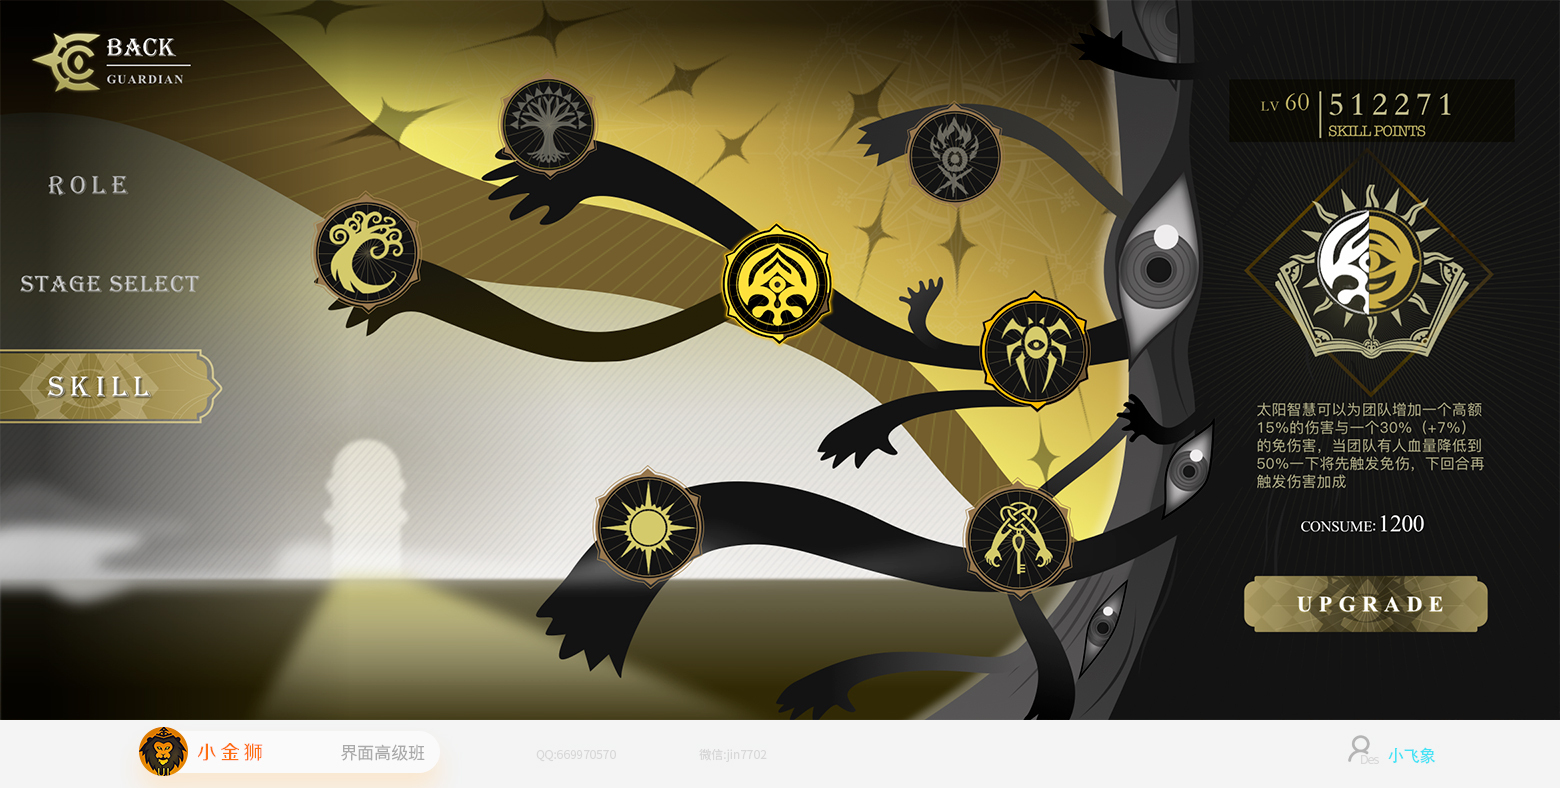 BACK
GUARDIAN
ROLE
STAGE SELECT
SKILL
LV 60
512271
SKILL POINTS
太阳智慧可以为团队增加一个高额
15%的伤害与一个30%（+7%）
的免伤害，当团队有人血量降低到
50%一下将先触发免伤，下回合再
触发伤害加成
CONSUME: 1200
UPGRADE
小金狮
界面高级班
QQ:669970570
微信:jin7702
Des
小飞象